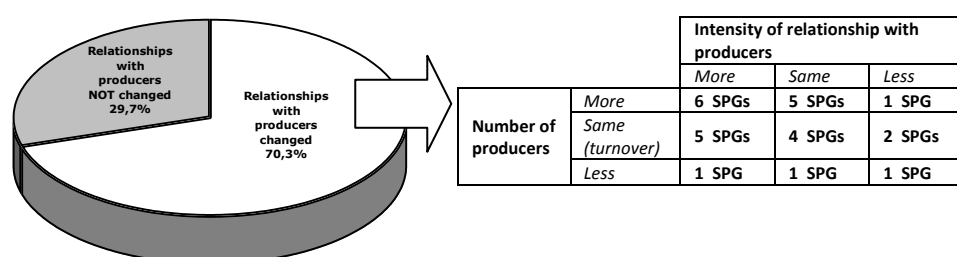 Relationships
with
producers
NOT changed
29,7%
Relationships
with
producers
changed
70,3%
Intensity of relationship with
producers
More Same Less
Number of
producers
More 6 SPGs 5 SPGs 1 SPG
Same
(turnover) 5 SPGs 4 SPGs 2 SPGs
Less 1 SPG 1 SPG 1 SPG